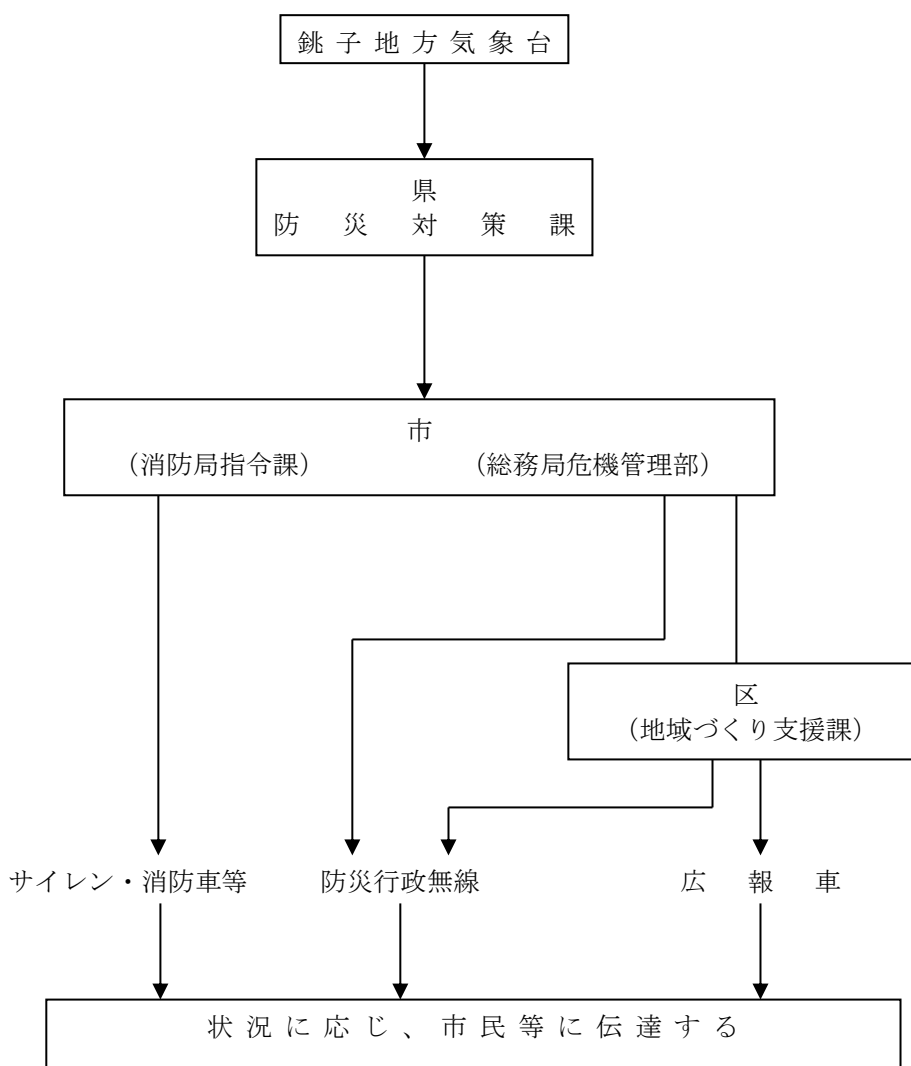 銚子地方気象台
県
防災対策課
市
（消防局指令課）
（総務局危機管理部）
区
（地域づくり支援課）
サイレン・消防車等
防災行政無線
広報車
状況に応じ、市民等に伝達する